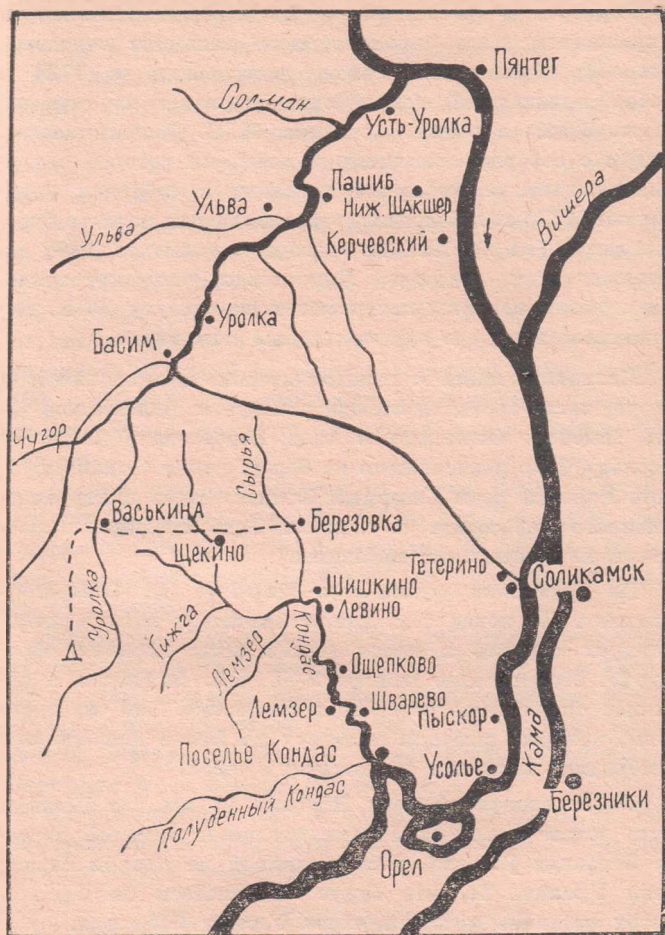 Пянтег
Солман
Усть-Уролка
Вишера
Пашиб
Ульва
Ниж. Шакшер
Ульва
Керчевский
Уролка
Басим
Чугор
Сырья
Васькина
Березовка
Щекино
Тетерино
Соликамск
Шишкино
Левино
Уролка
Гижга
Лемзер
Кондас
Ощепково
Лемзер
Шварево
Пыскор
Кама
Поселье Кондас
Усолье
Березники
Полуденный Кондас
Орел